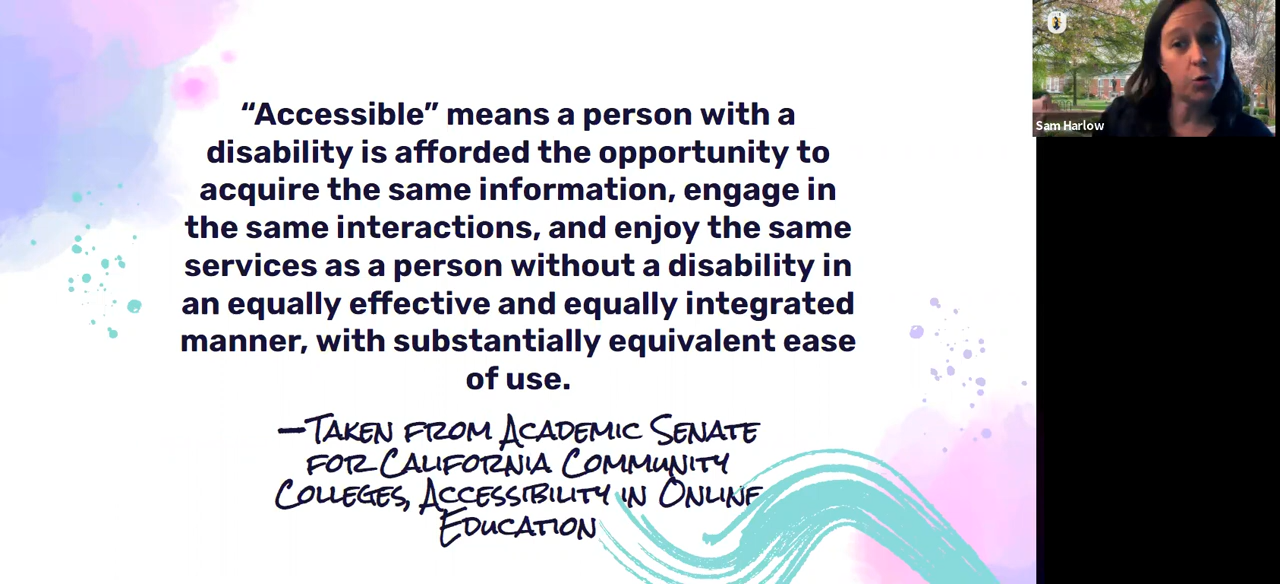 “Accessible” means a person with a
disability is afforded the opportunity to
acquire the same information, engage in
the same interactions, and enjoy the same
services as a person without a disability in
an equally effective and equally integrated
manner, with substantially equivalent ease
of use.
—Taken from Academic Senate
for California Community
Colleges, Accessibility in Online
Education
Sam Harlow